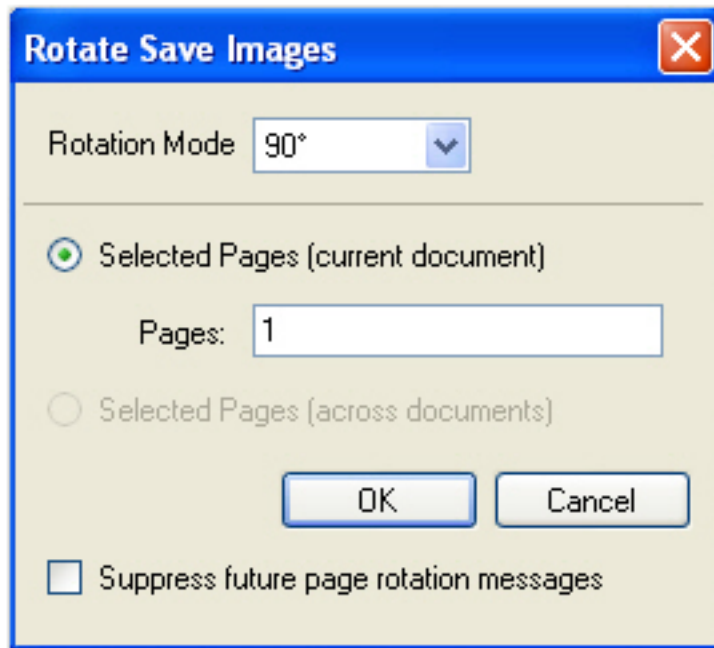 Rotate Save Images
Rotation Mode 90°
Selected Pages (current document)
Pages: 1
Selected Pages (across documents)
OK Cancel
Suppress future page rotation messages